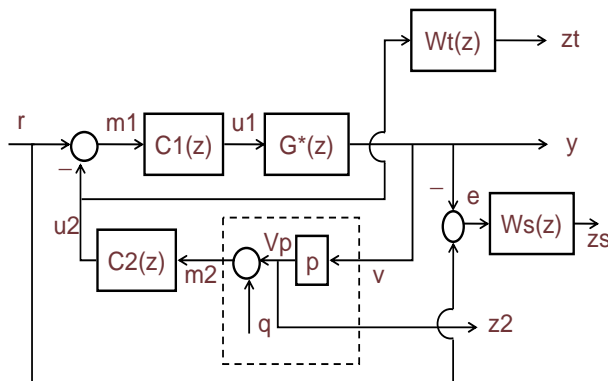 Wt(z) zt
r m1 C1(z) u1 G*(z) y
−
−
e Ws(z) zs
u2 C2(z) m2 Vp p v
q z2